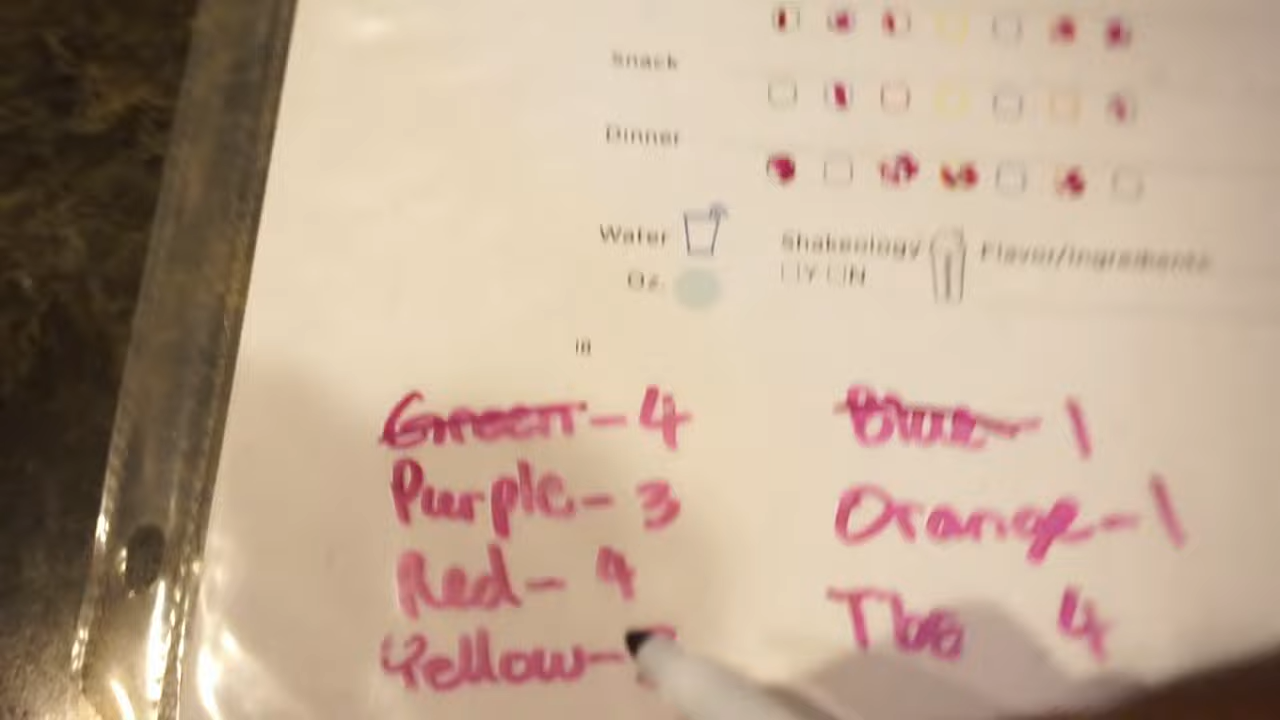 Snack
Dinner
Water
Shakeology Flavor/Ingredients
Oz.
□Y □N
18
Green - 4
Blue - 1
Purple - 3
Orange - 1
Red - 4
Tbs 4
Yellow -